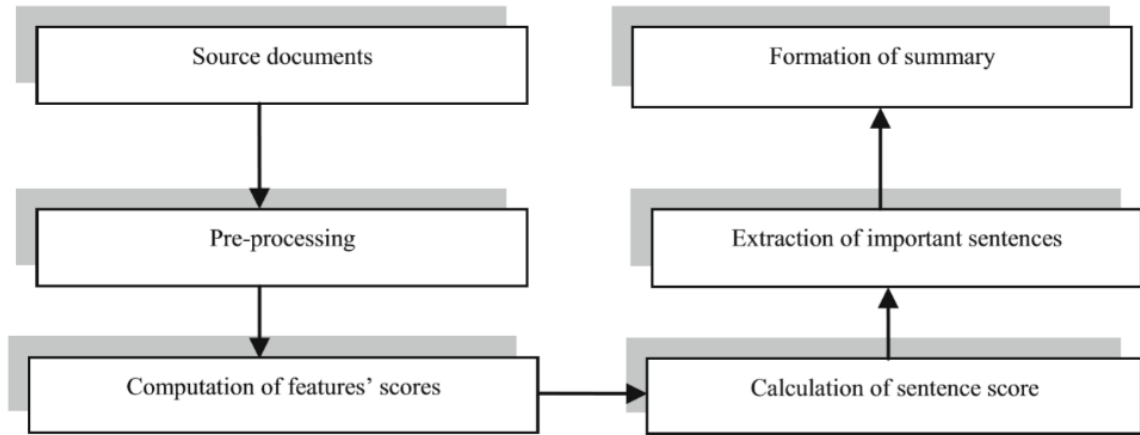 Source documents
Pre-processing
Computation of features’ scores
Calculation of sentence score
Extraction of important sentences
Formation of summary